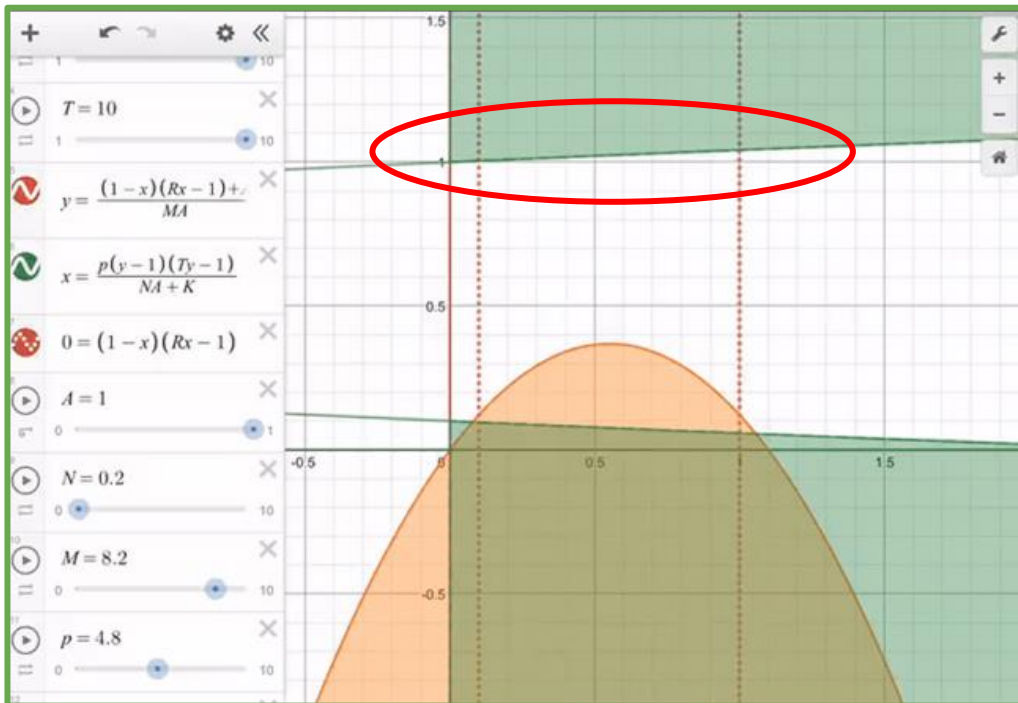 1
10
T = 10
1
10
y = \frac{(1-x)(Rx-1)+}{MA}
x = \frac{p(y-1)(Ty-1)}{NA+K}
0 = (1-x)(Rx-1)
A = 1
0
1
N = 0.2
0
10
M = 8.2
0
10
p = 4.8
0
10
1.5
1
0.5
-0.5
0
0.5
1
1.5
-0.5